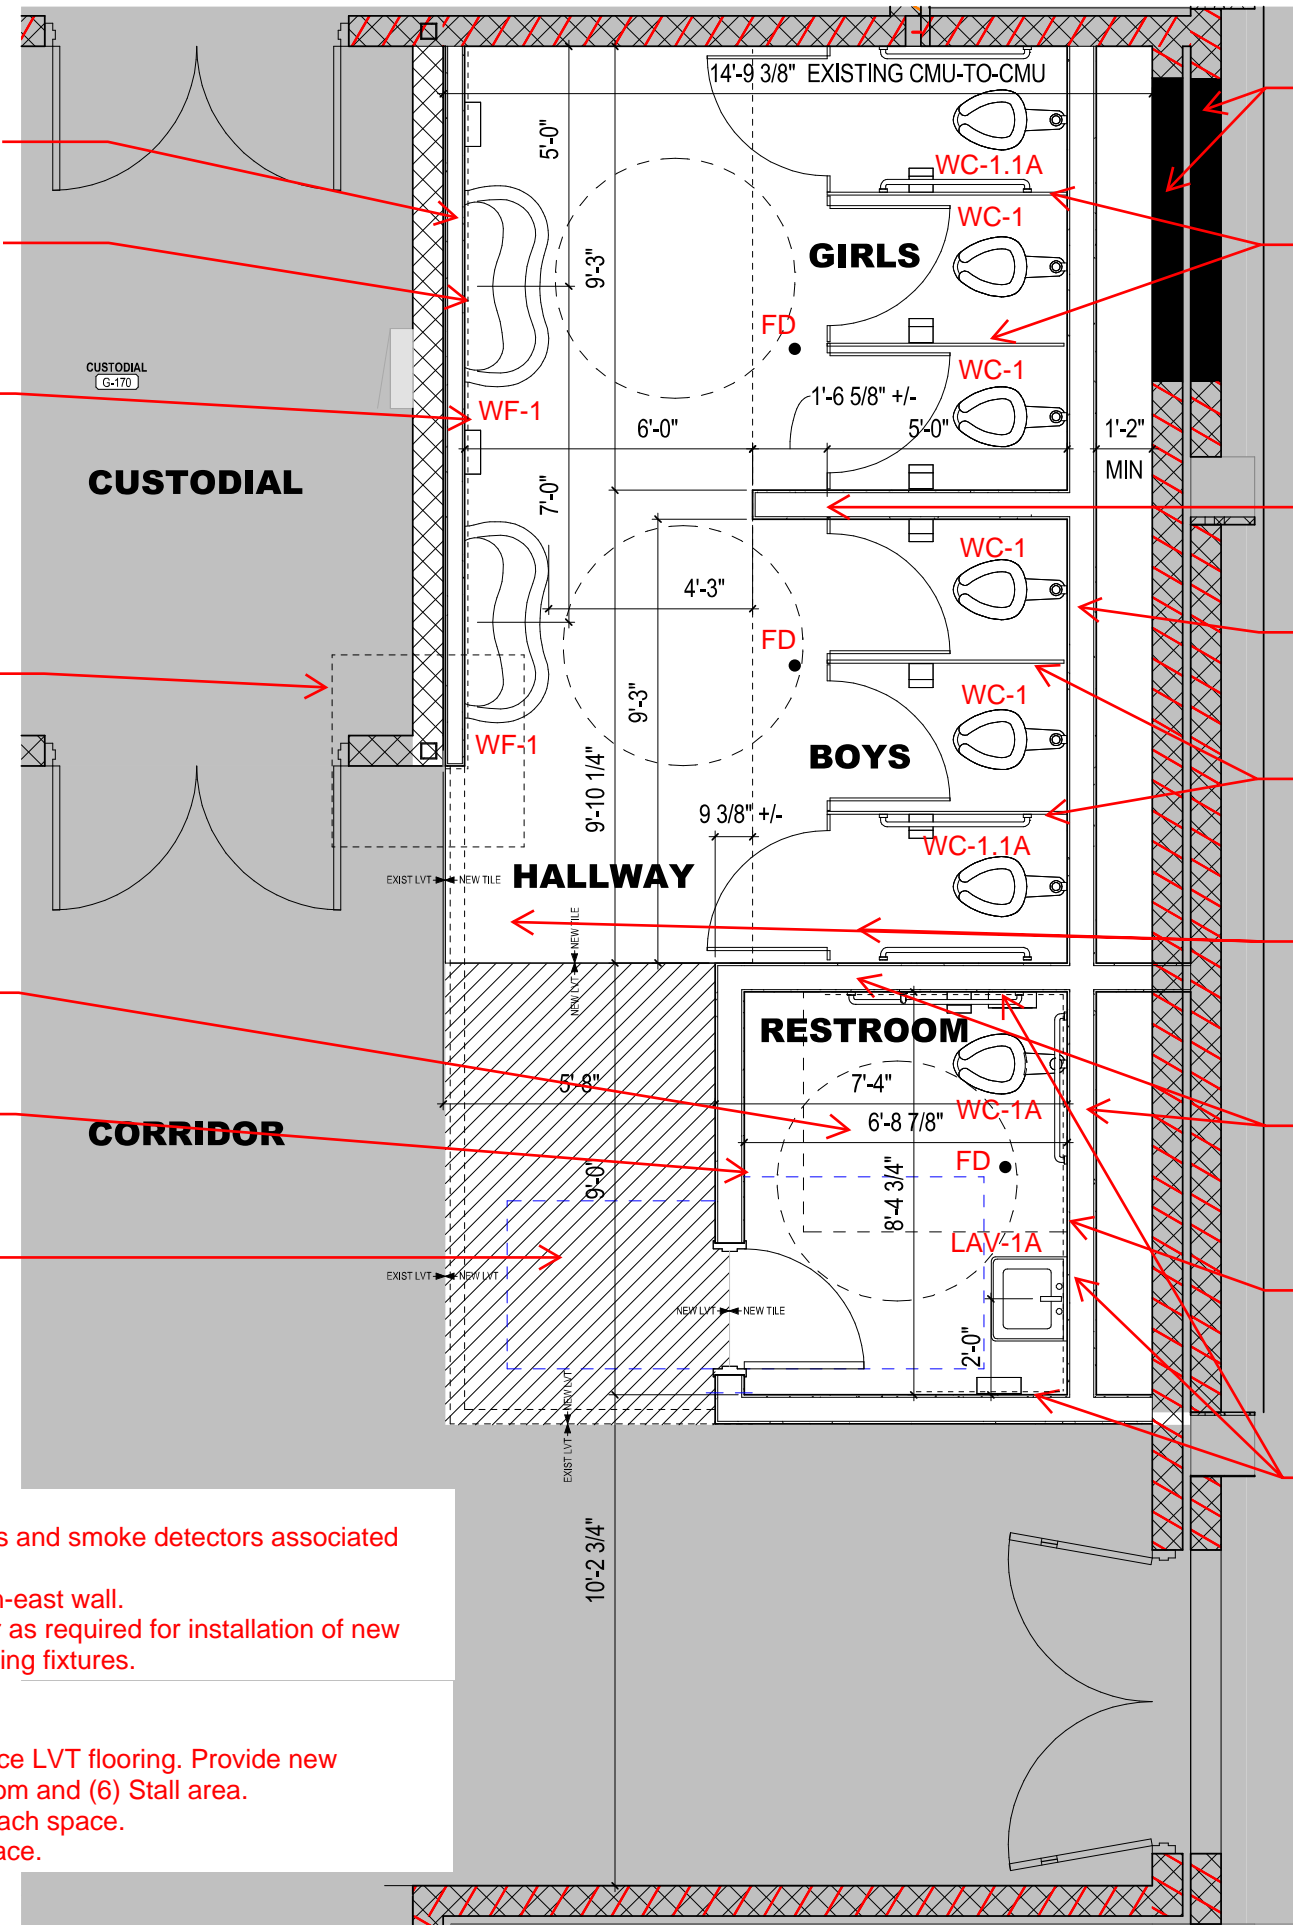 14'-9 3/8" EXISTING CMU-TO-CMU
5'-0"
WC-1.1A
WC-1
GIRLS
9'-3"
FD
CUSTODIAL
G-170
WC-1
1'-6 5/8" +/-
WF-1
6'-0"
5'-0"
1'-2"
MIN
CUSTODIAL
7'-0"
WC-1
4'-3"
FD
WC-1
9'-3"
WF-1
BOYS
9'-10 1/4"
9 3/8" +/-
WC-1.1A
EXIST LVT
NEW TILE
HALLWAY
NEW TILE
NEW LVT
RESTROOM
5'-8"
7'-4"
WC-1A
6'-8 7/8"
CORRIDOR
FD
9'-0"
8'-4 3/4"
LAV-1A
EXIST LVT
NEW LVT
NEW LVT
NEW TILE
2'-0"
NEW LVT
EXIST LVT
10'-2 3/4"
s and smoke detectors associated
n-east wall.
r as required for installation of new
ing fixtures.
ce LVT flooring. Provide new
om and (6) Stall area.
ach space.
ace.